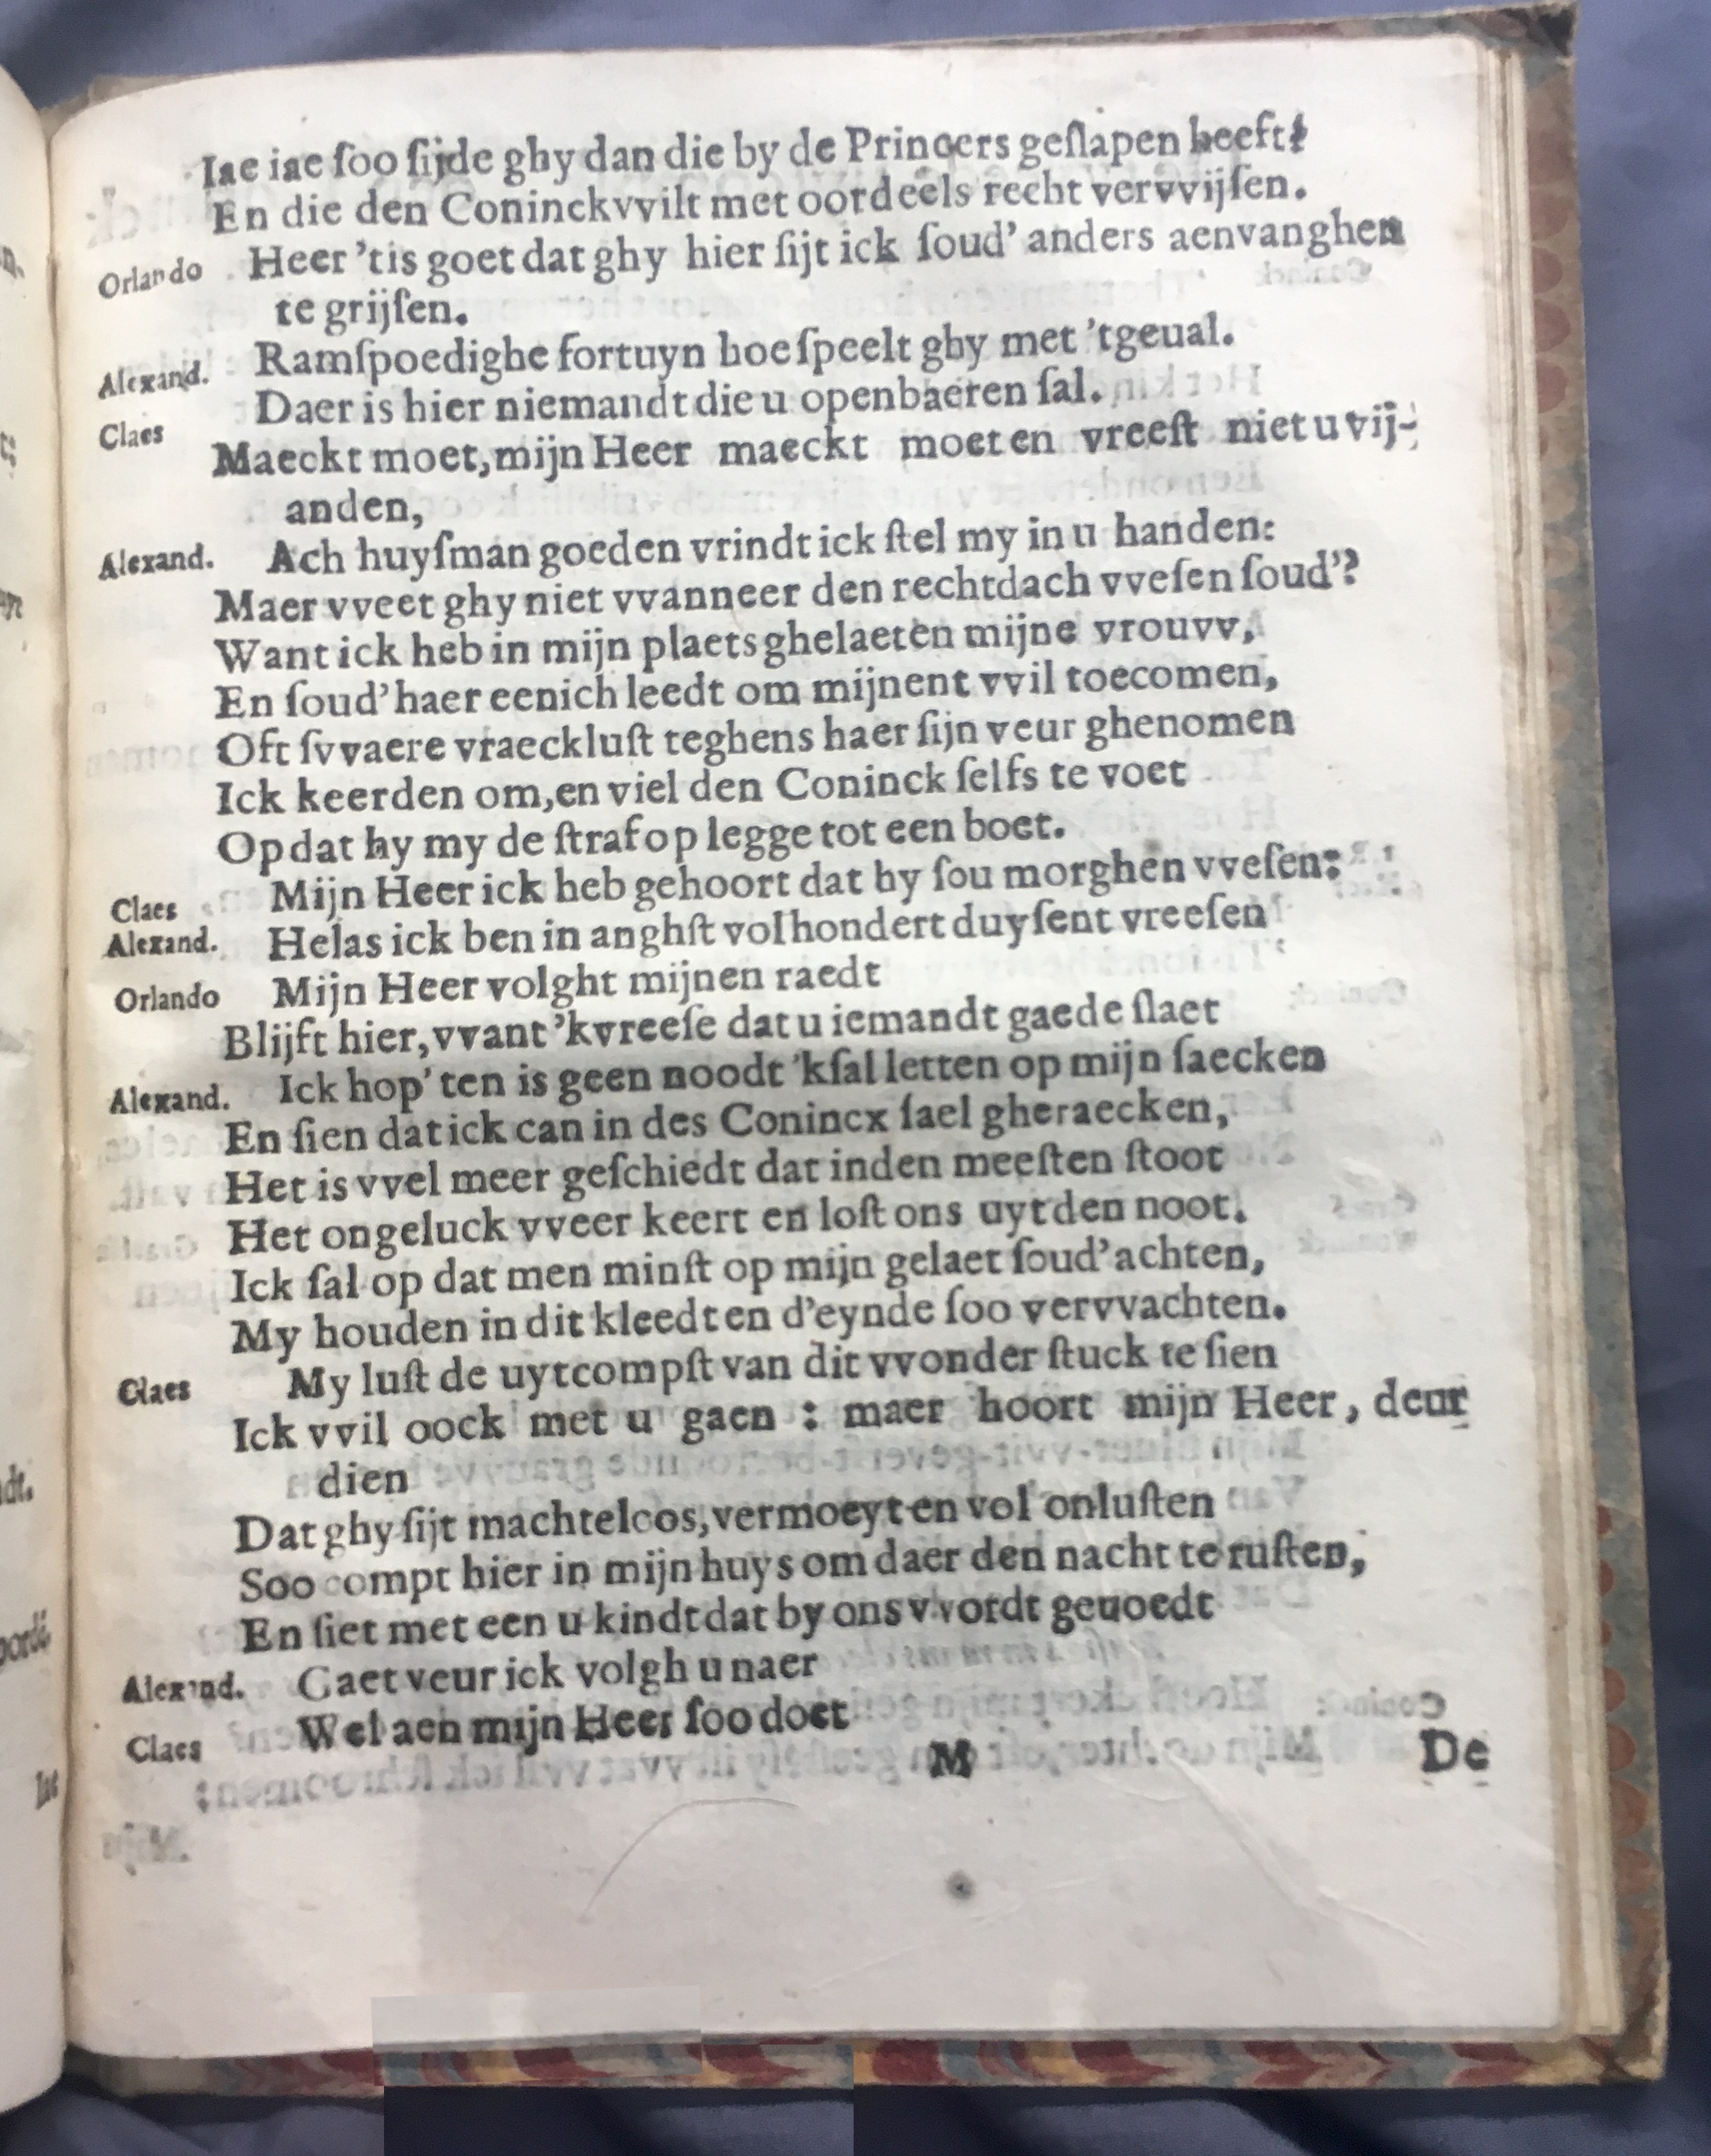 Iae iae ſoo ſijde ghy dan die by de Princers geſlapen heeft!
En die den Coninck vvilt met oordeels recht vervvijſen.
Orlando Heer 'tis goet dat ghy hier ſijt ick ſoud' anders aenvanghen
te grijſen.
Alexand. Ramſpoedighe fortuyn hoe ſpeelt ghy met 'tgeual.
Claes Daer is hier niemandt die u openbaeren ſal.
Maeckt moet, mijn Heer maeckt moet en vreeſt niet u vij-
anden,
Alexand. Ach huyſman goeden vrindt ick ſtel my in u handen:
Maer vveet ghy niet vvanneer den rechtdach vveſen ſoud'?
Want ick heb in mijn plaets ghelaeten mijne vrouvv,
En ſoud' haer eenich leedt om mijnent vvil toecomen,
Oft ſvvaere vraeckluſt teghens haer ſijn veur ghenomen
Ick keerden om, en viel den Coninck ſelfs te voet
Op dat hy my de ſtraf op legge tot een boet.
Claes Mijn Heer ick heb gehoort dat hy ſou morghen vveſen:
Alexand. Helas ick ben in anghſt vol hondert duyſent vreeſen
Orlando Mijn Heer volght mijnen raedt
Blijft hier, vvant 'kvreeſe dat u iemandt gaede ſlaet
Alexand. Ick hop' ten is geen noodt 'kſal letten op mijn ſaecken
En ſien dat ick can in des Conincx ſael gheraecken,
Het is vvel meer geſchiedt dat inden meeſten ſtoot
Het ongeluck vveer keert en loſt ons uyt den noot.
Ick ſal op dat men minſt op mijn gelaet ſoud' achten,
My houden in dit kleedt en d'eynde ſoo vervvachten.
Claes My luſt de uytcompſt van dit vvonder ſtuck te ſien
Ick vvil oock met u gaen : maer hoort mijn Heer, deur
dien
Dat ghy ſijt machteloos, vermoeyt en vol onluſten
Soo compt hier in mijn huys om daer den nacht te ruſten,
En ſiet met een u kindt dat by ons vvordt geuoedt
Alexand. Gaet veur ick volgh u naer
Claes Wel aen mijn Heer ſoo doet
M De